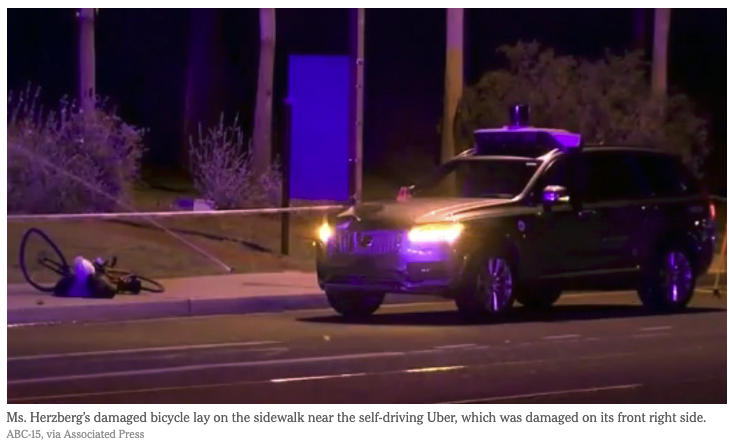 Ms. Herzberg's damaged bicycle lay on the sidewalk near the self-driving Uber, which was damaged on its front right side.
ABC-15, via Associated Press